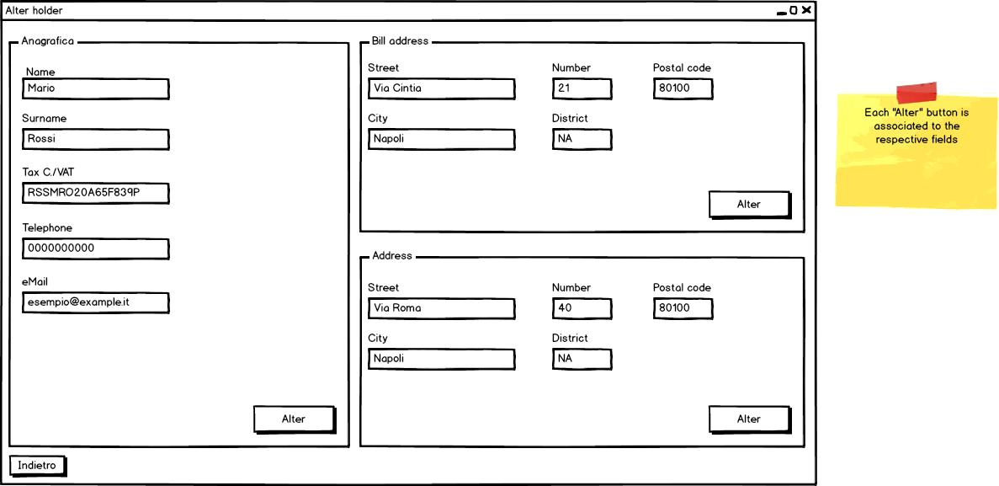 Alter holder
Anagrafica
Name
Mario
Surname
Rossi
Tax C./VAT
RSSMRO20A65F839P
Telephone
0000000000
eMail
esempio@example.it
Alter
Bill address
Street Number Postal code
Via Cintia 21 80100
City District
Napoli NA
Alter
Address
Street Number Postal code
Via Roma 40 80100
City District
Napoli NA
Alter
Indietro
Each "Alter" button is
associated to the
respective fields